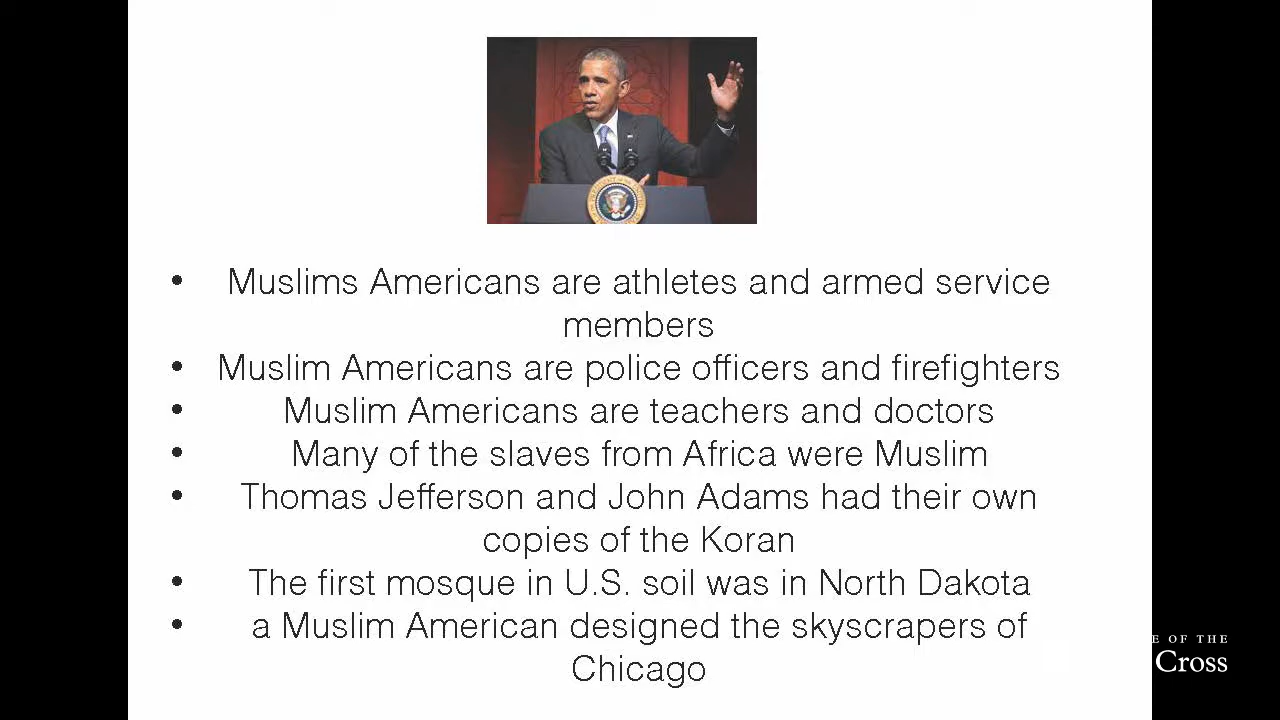 • Muslims Americans are athletes and armed service
members
• Muslim Americans are police officers and firefighters
• Muslim Americans are teachers and doctors
• Many of the slaves from Africa were Muslim
• Thomas Jefferson and John Adams had their own
copies of the Koran
• The first mosque in U.S. soil was in North Dakota
• a Muslim American designed the skyscrapers of
Chicago
E OF THE
Cross